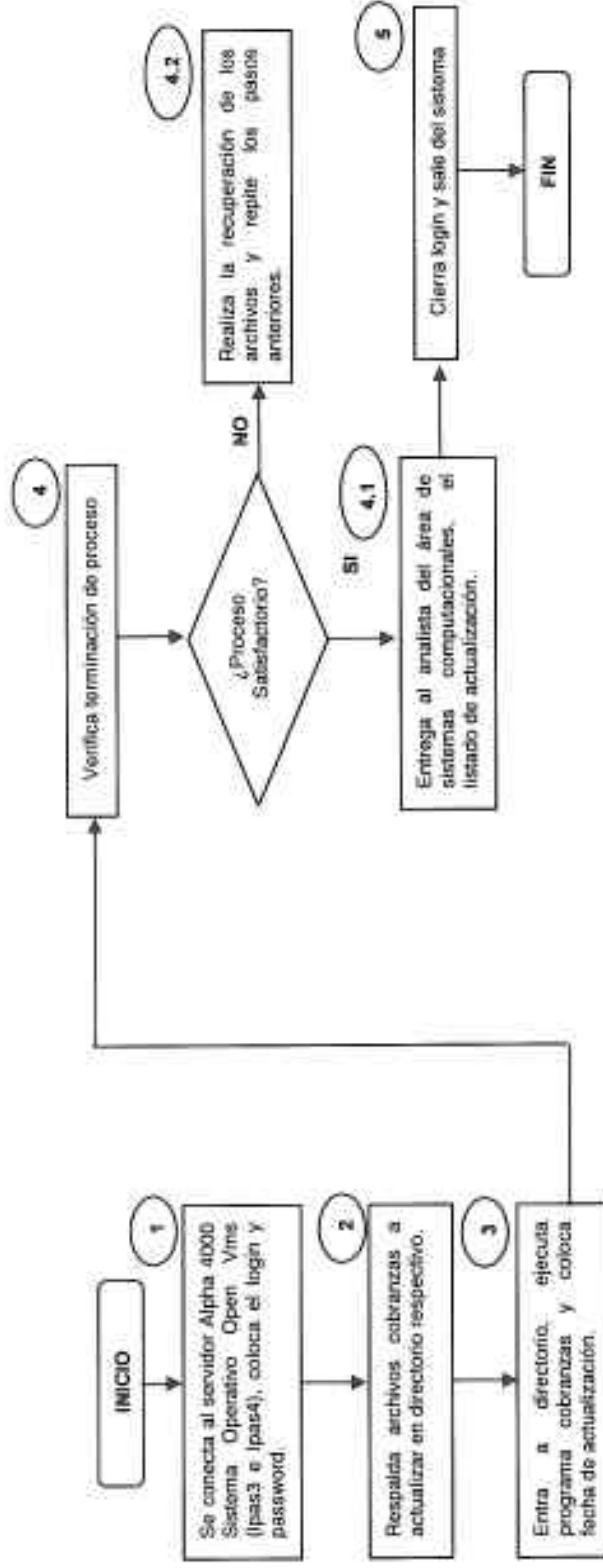 INICIO
1
Se conecta al servidor Alpha 4000
Sistema Operativo Open Vms
(Ipas3 e Ipas4), coloca el login y
password.
2
Respalda archivos cobranzas a
actualizar en directorio respectivo.
3
Entra a directorio, ejecuta
programa cobranzas y coloca
fecha de actualización.
4
Verifica terminación de proceso
¿Proceso
Satisfactorio?
NO
4.2
Realiza la recuperación de los
archivos y repite los pasos
anteriores.
SI
4.1
Entrega al analista del área de
sistemas computacionales, el
listado de actualización.
5
Cierra login y sale del sistema
FIN